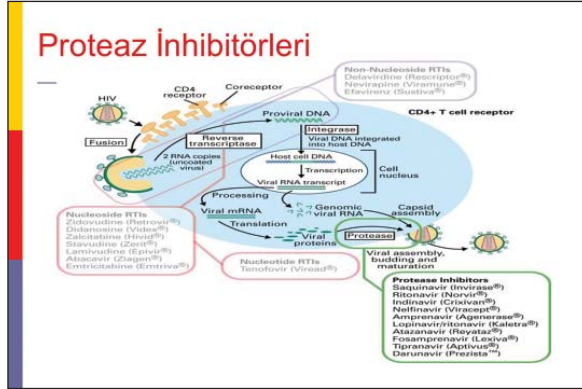 Proteaz İnhibitörleri
Non-Nucleoside RTIs
Delavirdine (Rescriptor®)
Nevirapine (Viramune®)
Efavirenz (Sustiva®)
HIV
CD4
receptor
Coreceptor
Proviral DNA
CD4+ T cell receptor
Fusion
Reverse
transcriptase
Integrase
Viral DNA integrated
into host DNA
2 RNA copies
(uncoated
virus)
Host cell DNA
Transcription
Viral RNA transcript
Cell
nucleus
Processing
Viral mRNA
Genomic
viral RNA
Capsid
assembly
Translation
Viral
proteins
Protease
Viral assembly,
budding and
maturation
Nucleoside RTIs
Zidovudine (Retrovir®)
Didanosine (Videx®)
Zalcitabine (Hivid®)
Stavudine (Zerit®)
Lamivudine (Epivir®)
Abacavir (Ziagen®)
Emtricitabine (Emtriva®)
Nucleotide RTIs
Tenofovir (Viread®)
Protease Inhibitors
Saquinavir (Invirase®)
Ritonavir (Norvir®)
Indinavir (Crixivan®)
Nelfinavir (Viracept®)
Amprenavir (Agenerase®)
Lopinavir/ritonavir (Kaletra®)
Atazanavir (Reyataz®)
Fosamprenavir (Lexiva®)
Tipranavir (Aptivus®)
Darunavir (Prezista™)